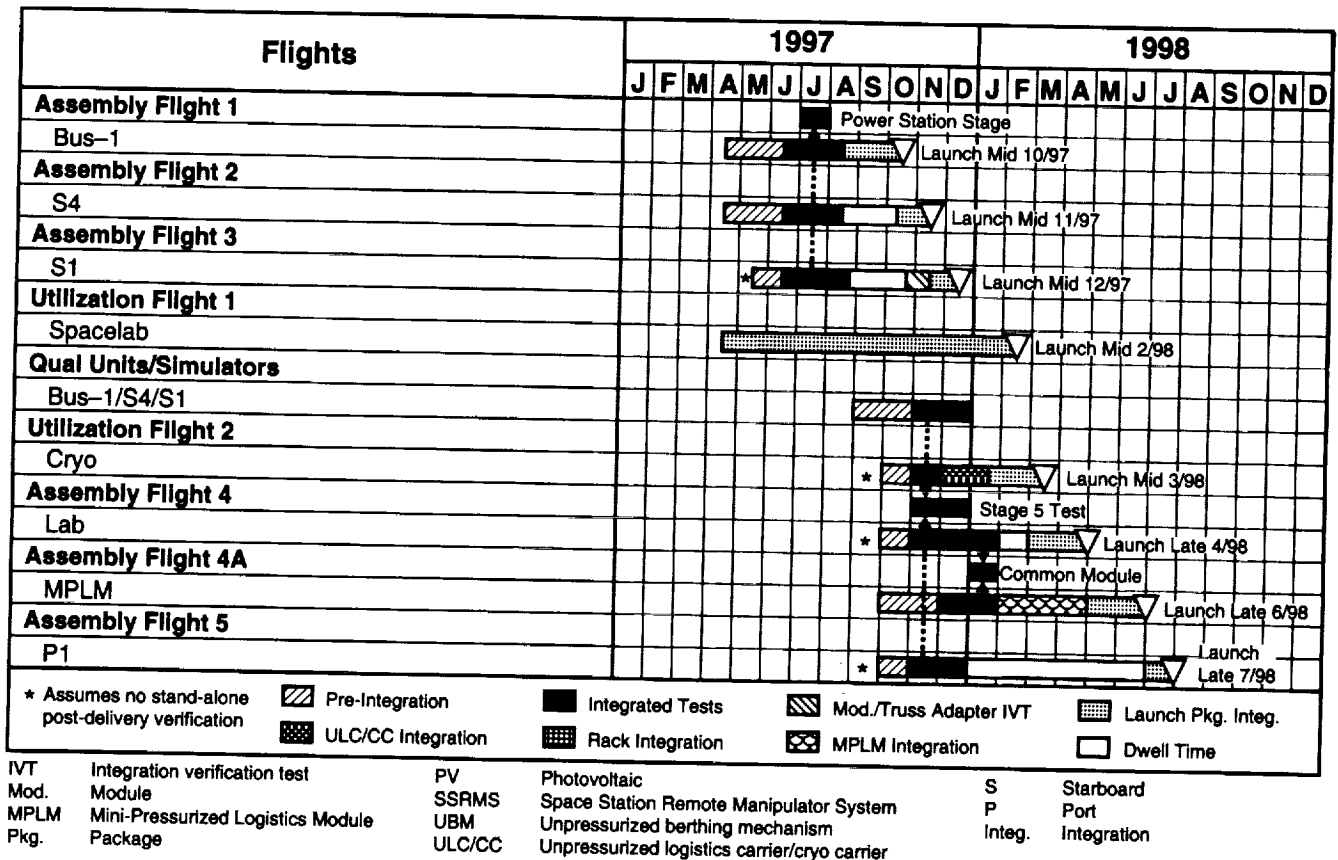 Flights
1997
1998
J F M A M J J A S O N D J F M A M J J A S O N D
Assembly Flight 1
Power Station Stage
Bus–1
Launch Mid 10/97
Assembly Flight 2
S4
Launch Mid 11/97
Assembly Flight 3
S1
* Launch Mid 12/97
Utilization Flight 1
Spacelab
Launch Mid 2/98
Qual Units/Simulators
Bus–1/S4/S1
Utilization Flight 2
Cryo
* Launch Mid 3/98
Assembly Flight 4
Stage 5 Test
Lab
* Launch Late 4/98
Assembly Flight 4A
Common Module
MPLM
Launch Late 6/98
Assembly Flight 5
Launch
P1
* Late 7/98
* Assumes no stand-alone
post-delivery verification
Pre-Integration
Integrated Tests
Mod./Truss Adapter IVT
Launch Pkg. Integ.
ULC/CC Integration
Rack Integration
MPLM Integration
Dwell Time
IVT Integration verification test
Mod. Module
MPLM Mini-Pressurized Logistics Module
Pkg. Package
PV Photovoltaic
SSRMS Space Station Remote Manipulator System
UBM Unpressurized berthing mechanism
ULC/CC Unpressurized logistics carrier/cryo carrier
S Starboard
P Port
Integ. Integration